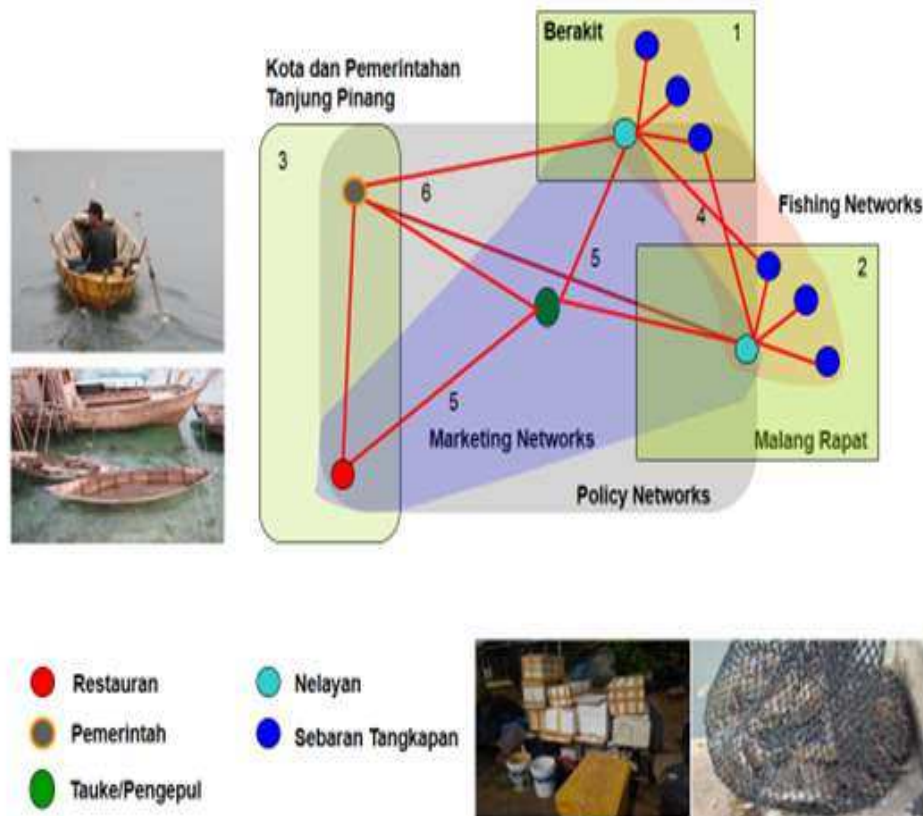 Berakit
1
Kota dan Pemerintahan
Tanjung Pinang
3
6
4
Fishing Networks
5
2
5
Marketing Networks
Malang Rapat
Policy Networks
Restauran
Nelayan
Pemerintah
Sebaran Tangkapan
Tauke/Pengepul